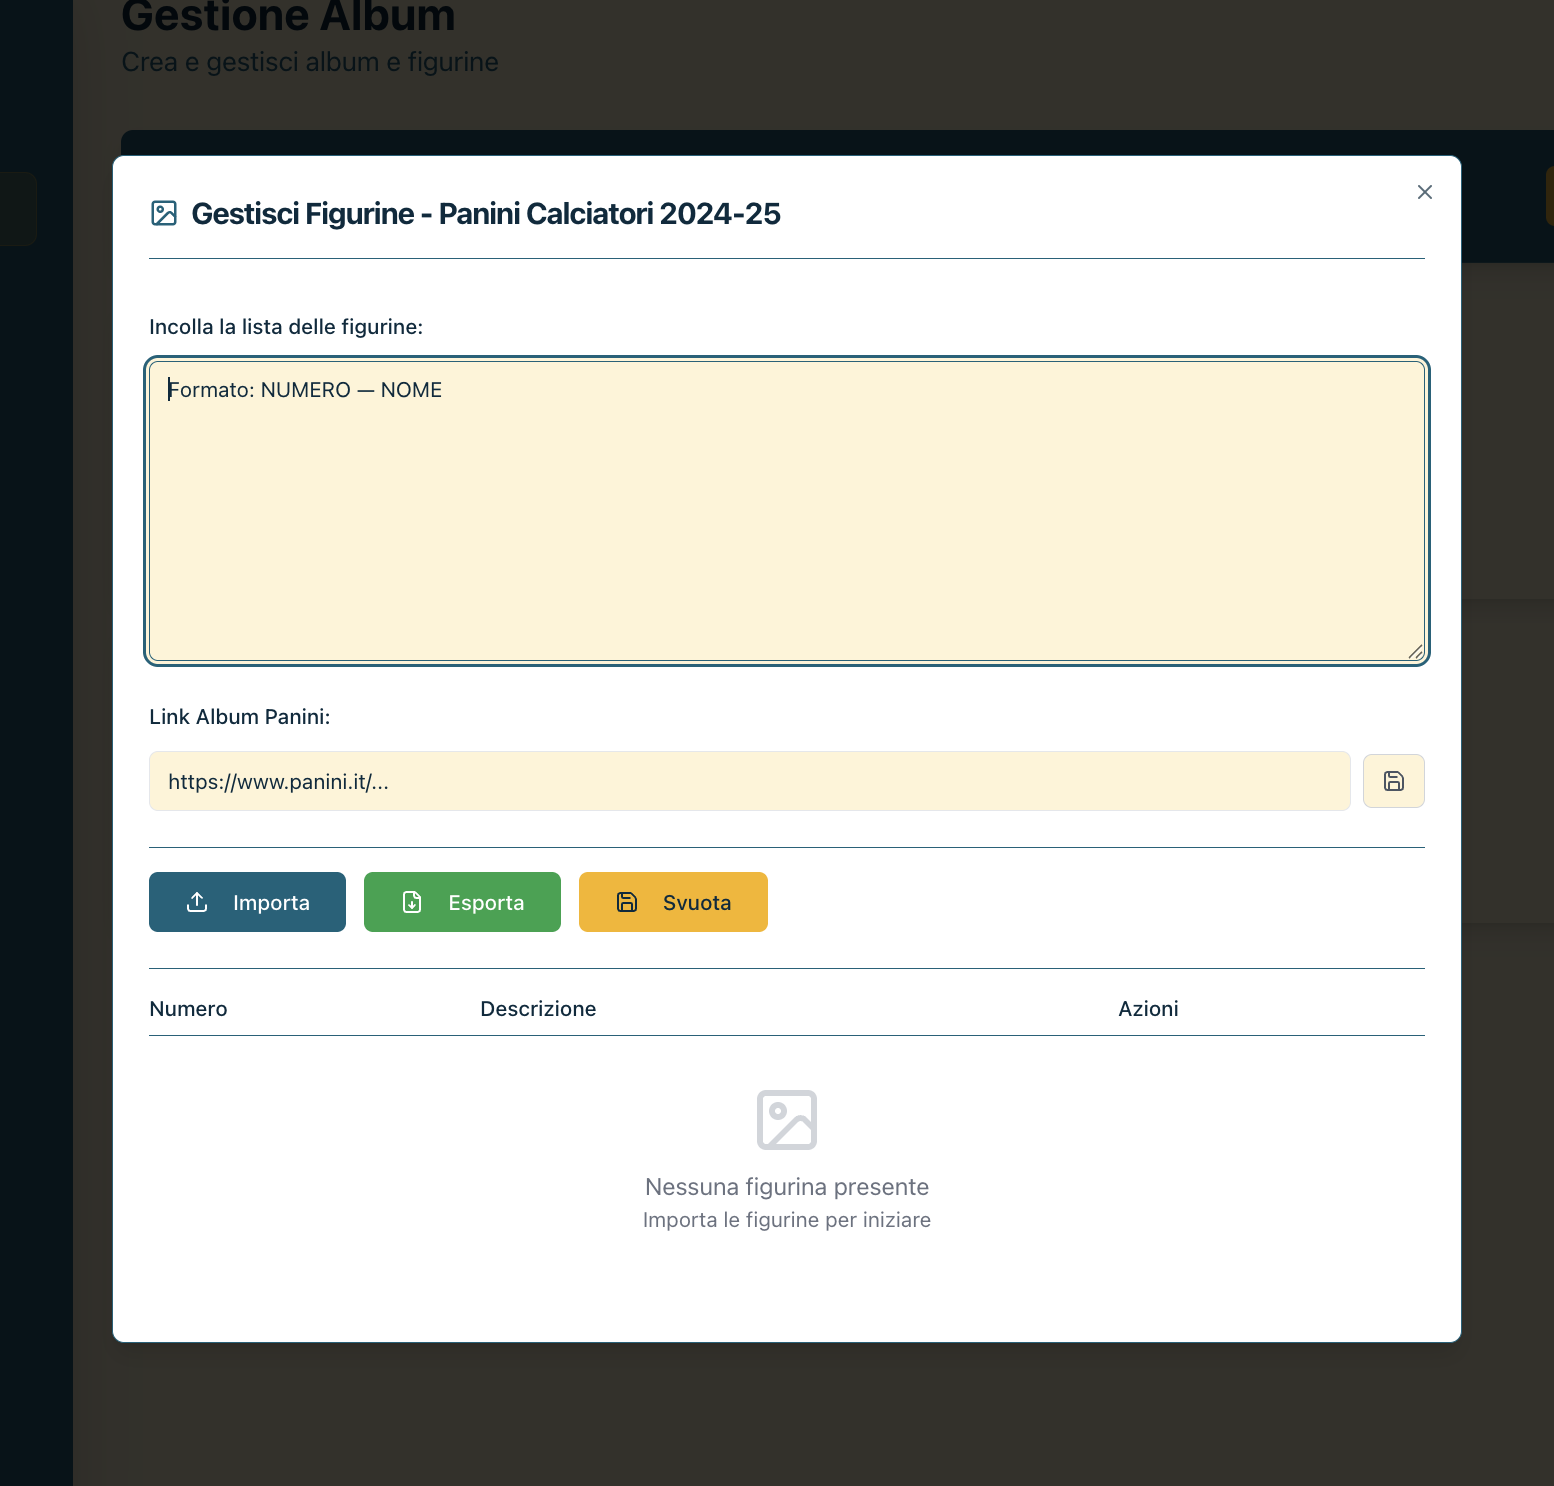 Gestione Album
Crea e gestisci album e figurine
Gestisci Figurine - Panini Calciatori 2024-25
Incolla la lista delle figurine:
Formato: NUMERO — NOME
Link Album Panini:
https://www.panini.it/...
Importa
Esporta
Svuota
Numero
Descrizione
Azioni
Nessuna figurina presente
Importa le figurine per iniziare